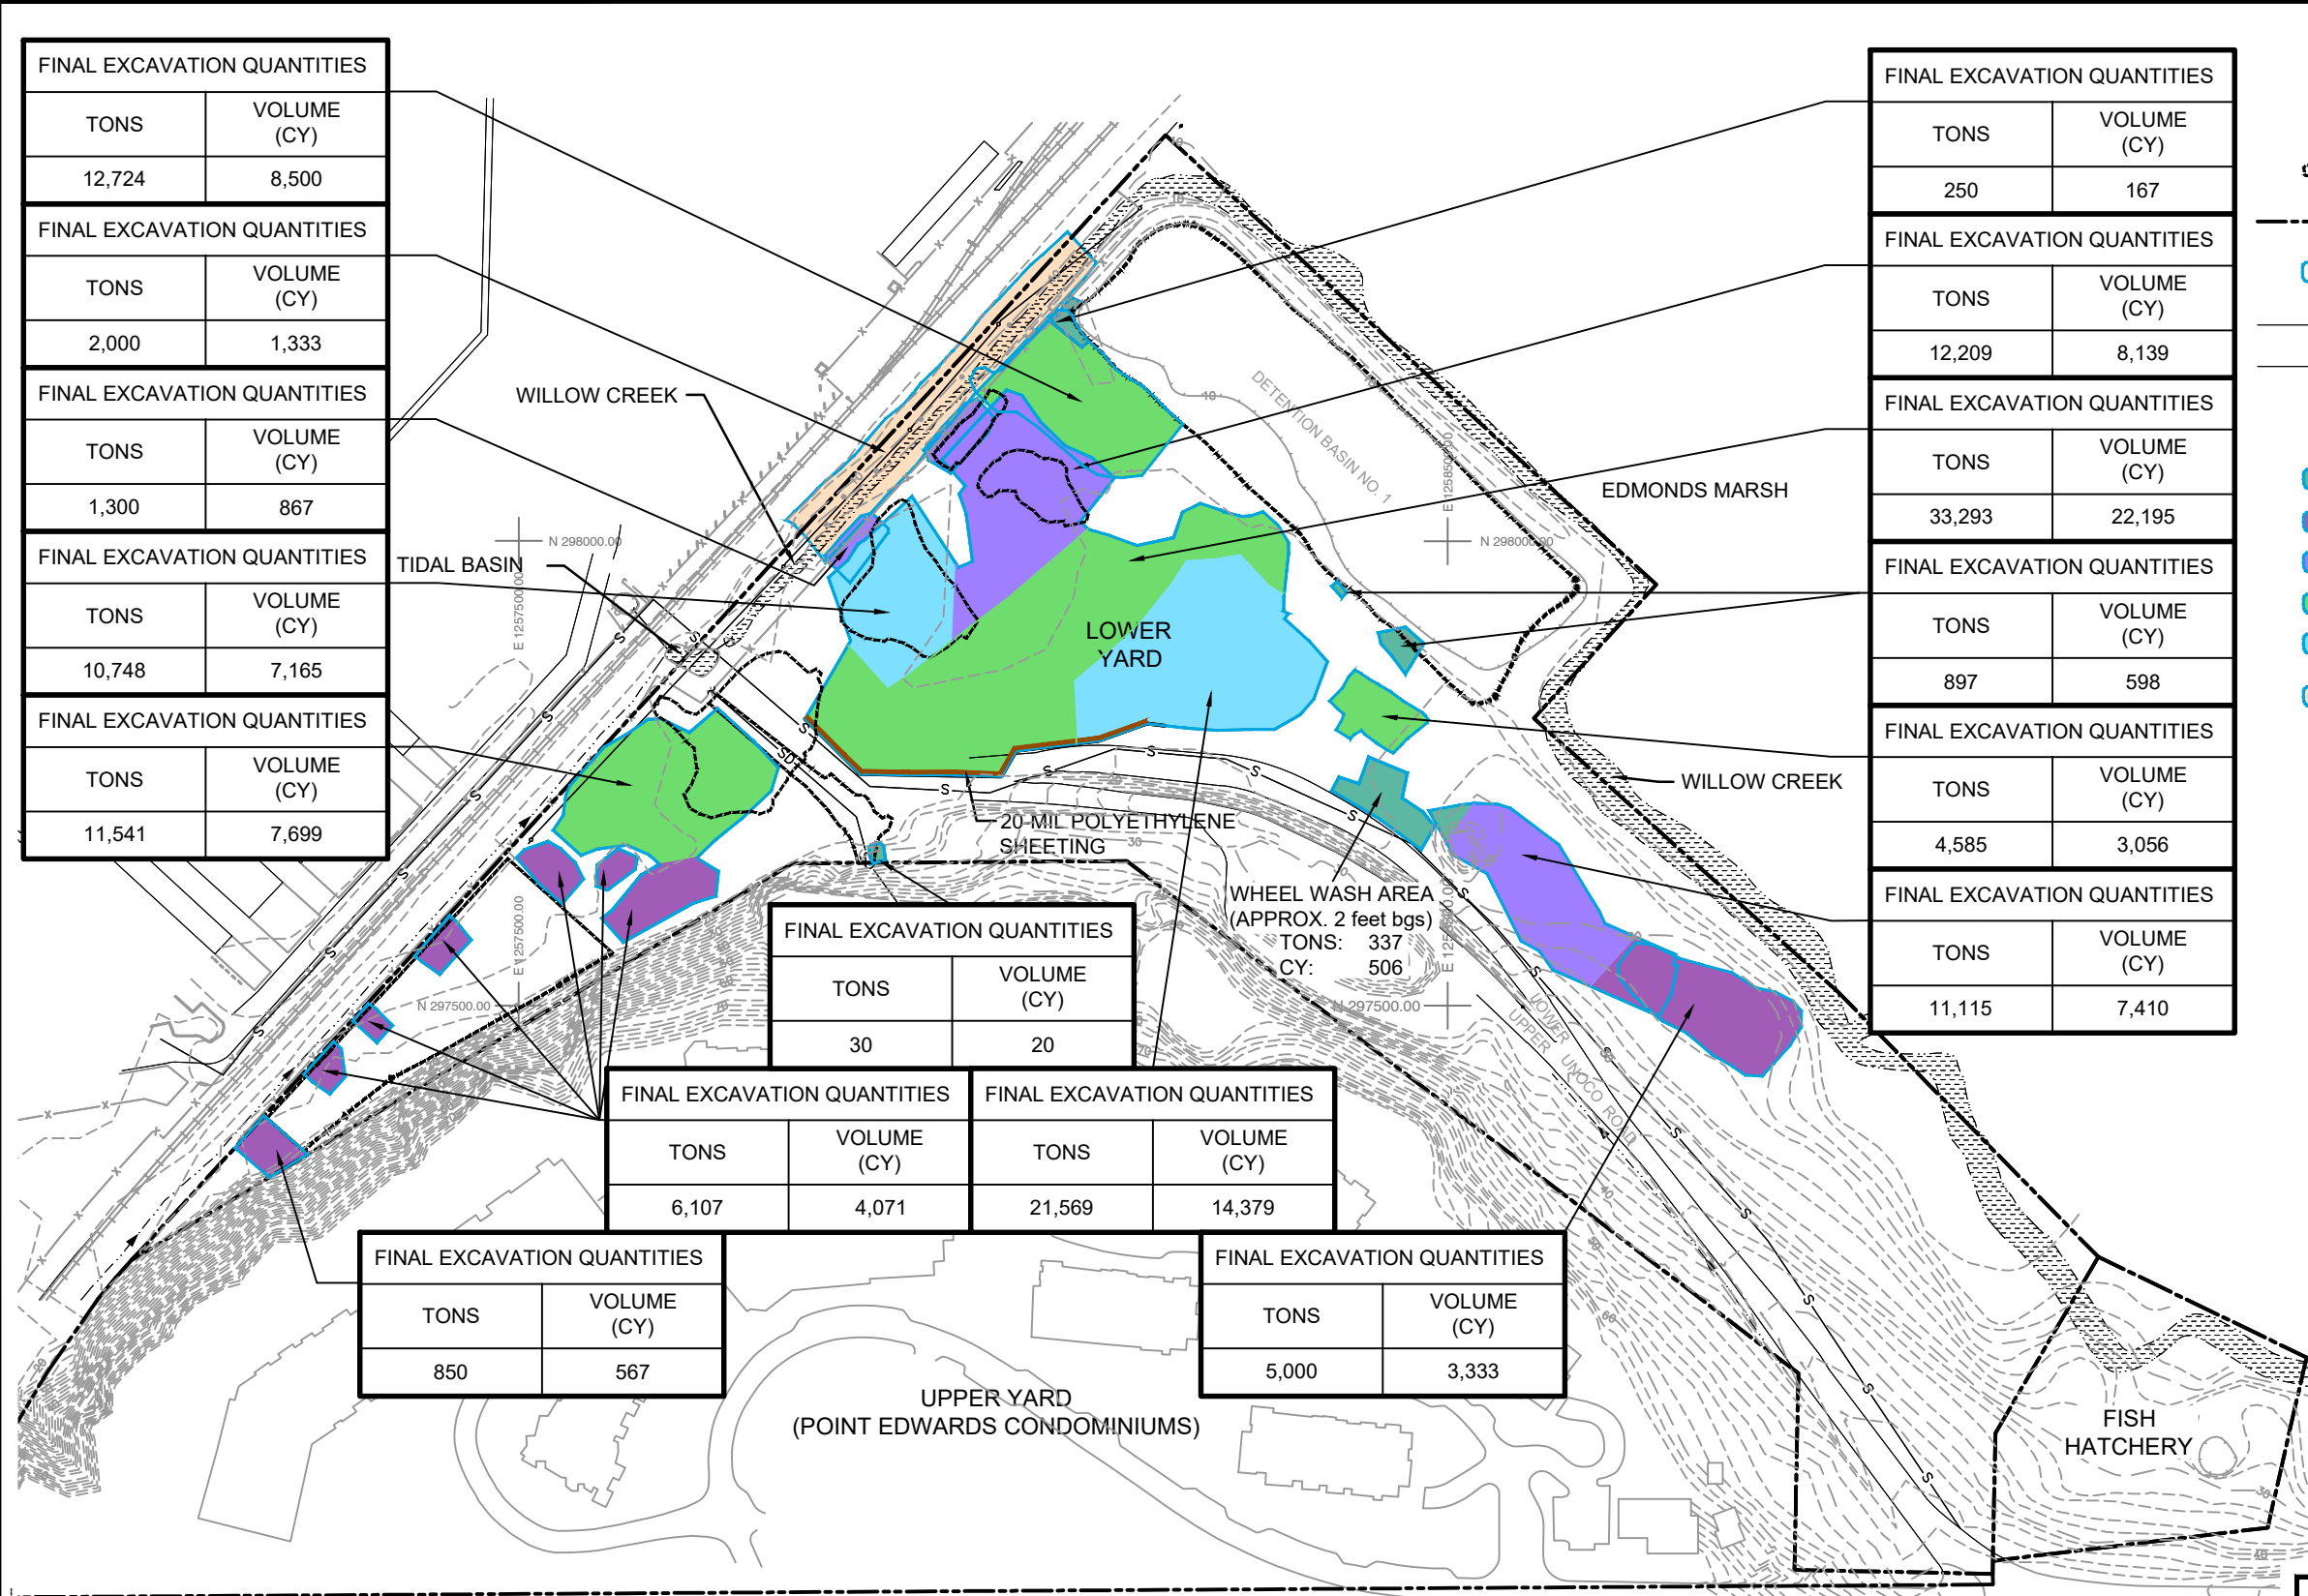 FINAL EXCAVATION QUANTITIES
TONS
VOLUME
(CY)
12,724
8,500
FINAL EXCAVATION QUANTITIES
TONS
VOLUME
(CY)
2,000
1,333
FINAL EXCAVATION QUANTITIES
TONS
VOLUME
(CY)
1,300
867
FINAL EXCAVATION QUANTITIES
TONS
VOLUME
(CY)
10,748
7,165
FINAL EXCAVATION QUANTITIES
TONS
VOLUME
(CY)
11,541
7,699
FINAL EXCAVATION QUANTITIES
TONS
VOLUME
(CY)
250
167
FINAL EXCAVATION QUANTITIES
TONS
VOLUME
(CY)
12,209
8,139
FINAL EXCAVATION QUANTITIES
TONS
VOLUME
(CY)
33,293
22,195
FINAL EXCAVATION QUANTITIES
TONS
VOLUME
(CY)
897
598
FINAL EXCAVATION QUANTITIES
TONS
VOLUME
(CY)
4,585
3,056
FINAL EXCAVATION QUANTITIES
TONS
VOLUME
(CY)
11,115
7,410
WILLOW CREEK
TIDAL BASIN
N 298000.00
E 1257500.00
DETENTION BASIN NO. 1
EDMONDS MARSH
N 298000.00
LOWER
YARD
WILLOW CREEK
20 MIL POLYETHYLENE
SHEETING
WHEEL WASH AREA
(APPROX. 2 feet bgs)
TONS: 337
CY: 506
N 297500.00
E 1257500.00
N 297500.00
LOWER UNOCO ROAD
UPPER
FINAL EXCAVATION QUANTITIES
TONS
VOLUME
(CY)
30
20
FINAL EXCAVATION QUANTITIES
TONS
VOLUME
(CY)
6,107
4,071
FINAL EXCAVATION QUANTITIES
TONS
VOLUME
(CY)
21,569
14,379
FINAL EXCAVATION QUANTITIES
TONS
VOLUME
(CY)
850
567
FINAL EXCAVATION QUANTITIES
TONS
VOLUME
(CY)
5,000
3,333
UPPER YARD
(POINT EDWARDS CONDOMINIUMS)
FISH
HATCHERY